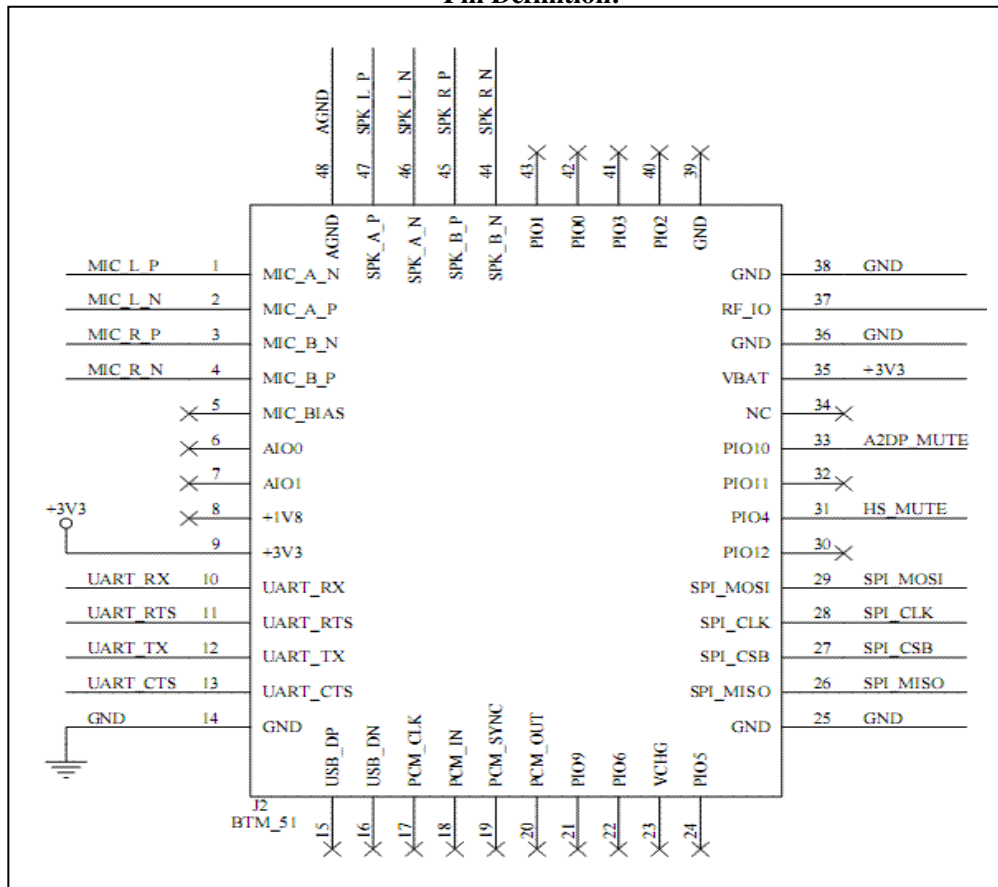 Pin Definition:
AGND SPK_L_P SPK_L_N SPK_R_P SPK_R_N
48 47 46 45 44 43 42 41 40 39
AGND SPK_A_P SPK_A_N SPK_B_P SPK_B_N PIO1 PIO0 PIO3 PIO2 GND
MIC_L_P 1 MIC_A_N GND 38 GND
MIC_L_N 2 MIC_A_P RF_IO 37
MIC_R_P 3 MIC_B_N GND 36 GND
MIC_R_N 4 MIC_B_P VBAT 35 +3V3
5 MIC_BIAS NC 34
6 AIO0 PIO10 33 A2DP_MUTE
7 AIO1 PIO11 32
+3V3 8 +1V8 PIO4 31 HS_MUTE
9 +3V3 PIO12 30
UART_RX 10 UART_RX SPI_MOSI 29 SPI_MOSI
UART_RTS 11 UART_RTS SPI_CLK 28 SPI_CLK
UART_TX 12 UART_TX SPI_CSB 27 SPI_CSB
UART_CTS 13 UART_CTS SPI_MISO 26 SPI_MISO
GND 14 GND GND 25 GND
USB_DP USB_DN PCM_CLK PCM_IN PCM_SYNC PCM_OUT PIO9 PIO6 VCHG PIO5
J2
BTM_51
15 16 17 18 19 20 21 22 23 24